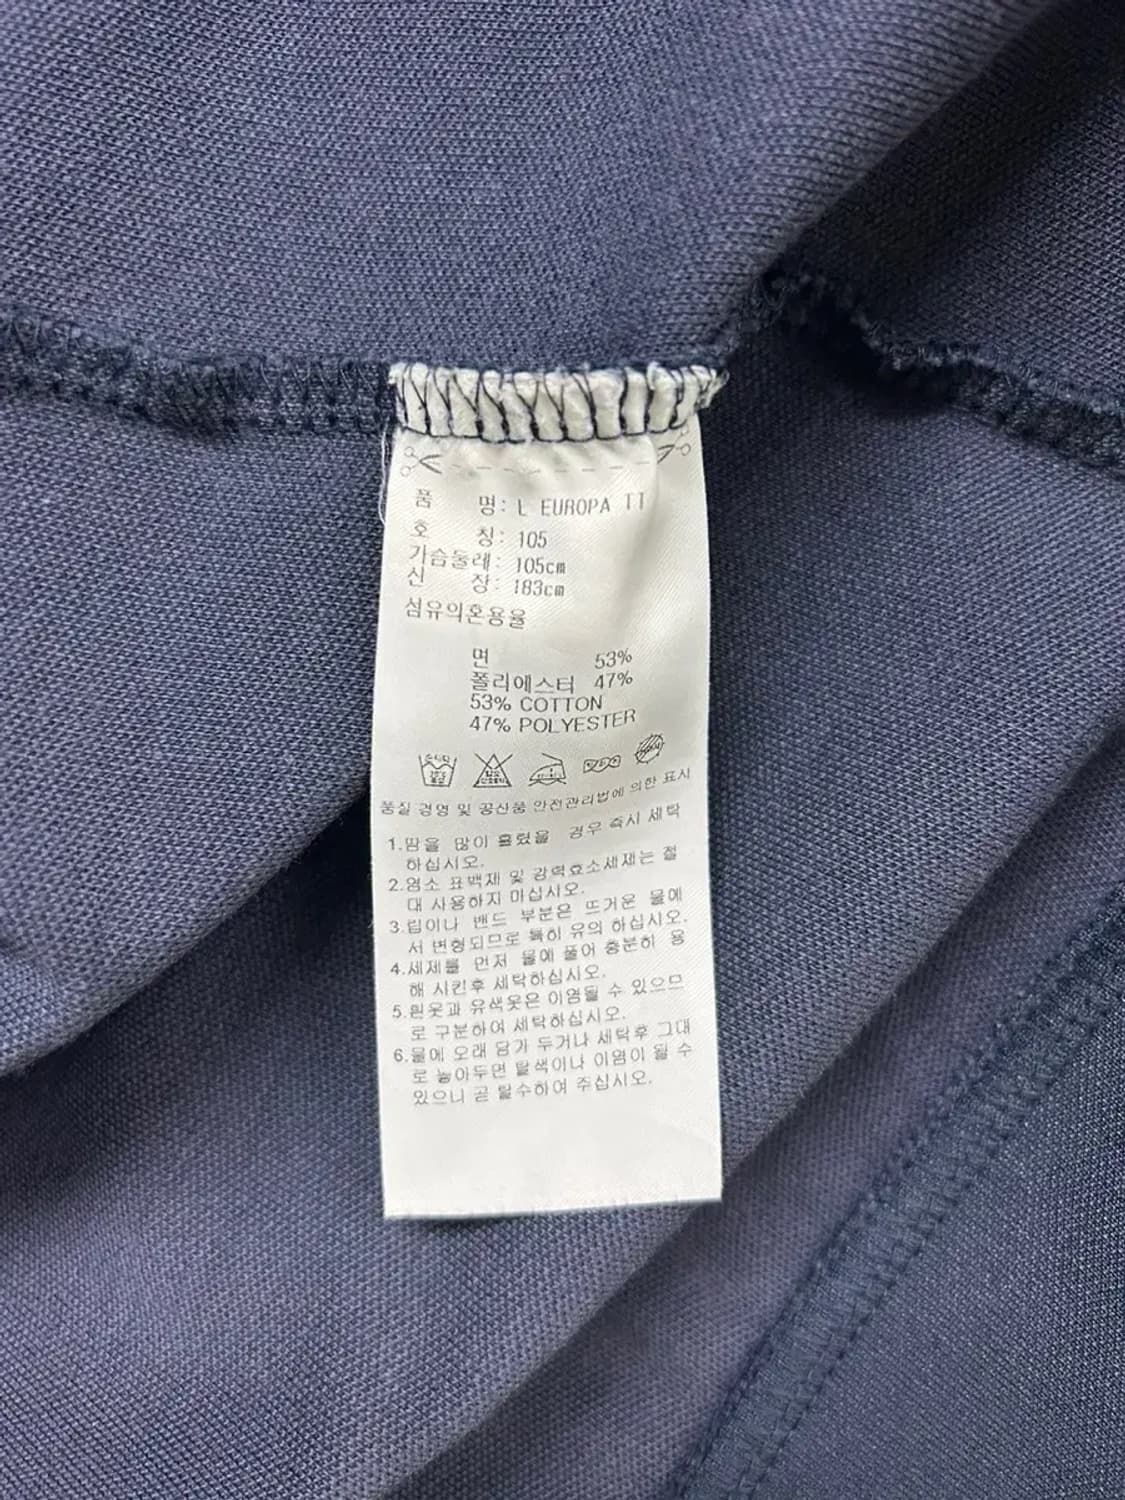 품 명: L EUROPA TT
호 칭: 105
가슴둘레: 105cm
신 장: 183cm
섬유의혼용율
면 53%
폴리에스터 47%
53% COTTON
47% POLYESTER
품질 경영 및 공산품 안전관리법에 의한 표시
1.땀을 많이 흘렸을 경우 즉시 세탁
하십시오.
2.염소 표백제 및 강력효소세제는 절
대 사용하지 마십시오.
3.립이나 밴드 부분은 뜨거운 물에
서 변형되므로 특히 유의 하십시오.
4.세제를 먼저 물에 풀어 충분히 용
해 시킨후 세탁하십시오.
5.흰옷과 유색옷은 이염될 수 있으므
로 구분하여 세탁하십시오.
6.물에 오래 담가 두거나 세탁후 그대
로 놓아두면 탈색이나 이염이 될 수
있으니 곧 탈수하여 주십시오.